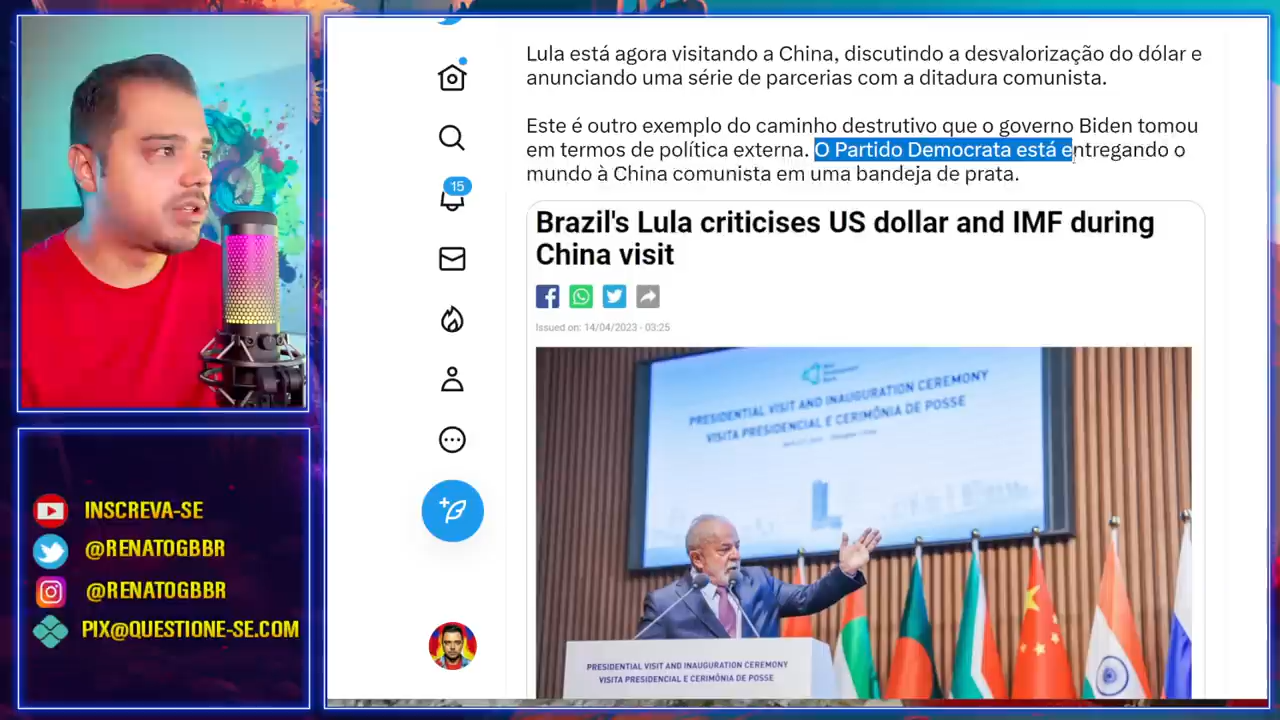 Lula está agora visitando a China, discutindo a desvalorização do dólar e
anunciando uma série de parcerias com a ditadura comunista.
Este é outro exemplo do caminho destrutivo que o governo Biden tomou
em termos de política externa. O Partido Democrata está entregando o
mundo à China comunista em uma bandeja de prata.
15
Brazil's Lula criticises US dollar and IMF during
China visit
Issued on: 14/04/2023 - 03:25
PRESIDENTIAL VISIT AND INAUGURATION CEREMONY
VISITA PRESIDENCIAL E CERIMÔNIA DE POSSE
PRESIDENTIAL VISIT AND INAUGURATION CEREMONY
VISITA PRESIDENCIAL E CERIMÔNIA DE POSSE
INSCREVA-SE
@RENATOGBBR
@RENATOGBBR
PIX@QUESTIONE-SE.COM